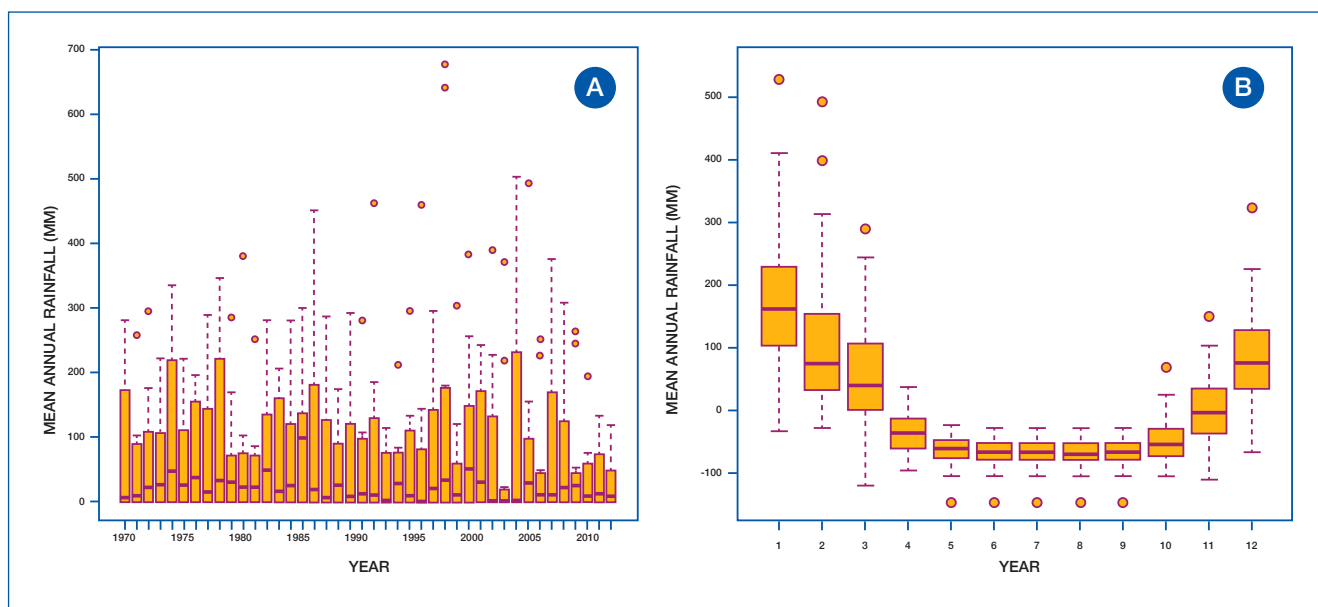 A
MEAN ANNUAL RAINFALL (MM)
700
600
500
400
300
200
100
0
1970 1975 1980 1985 1990 1995 2000 2005 2010
YEAR
B
MEAN ANNUAL RAINFALL (MM)
500
400
300
200
100
0
-100
1 2 3 4 5 6 7 8 9 10 11 12
YEAR